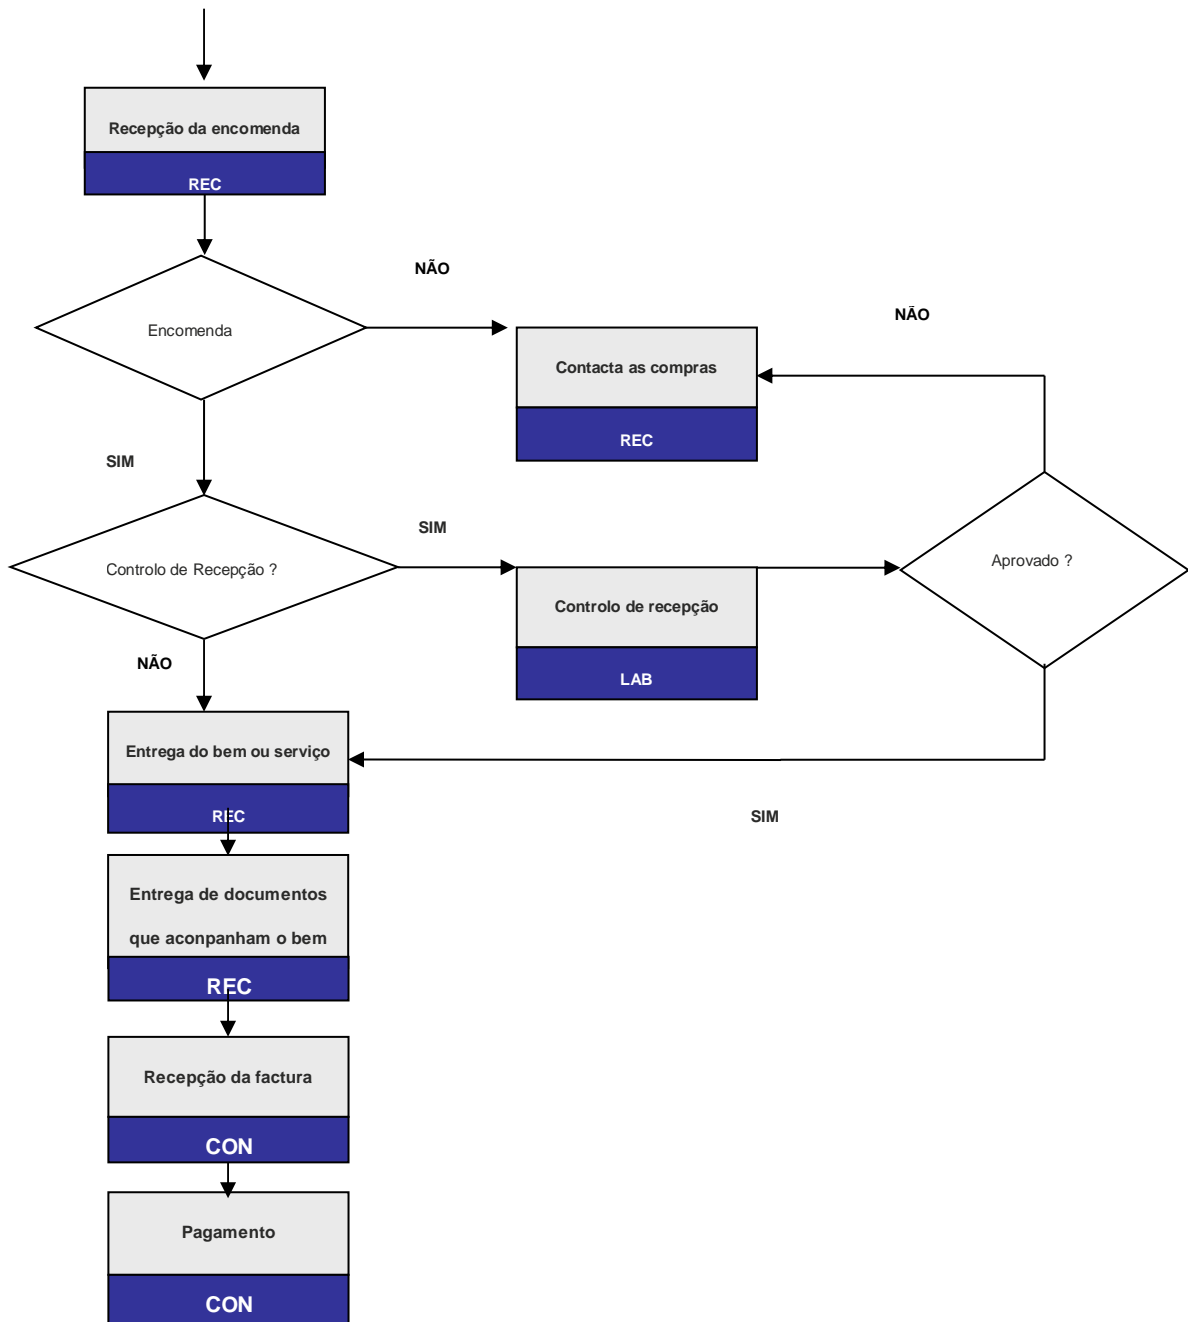 Recepção da encomenda
REC
NÃO
NÃO
Encomenda
Contacta as compras
REC
SIM
SIM
Controlo de Recepção ?
Aprovado ?
Controlo de recepção
NÃO
LAB
Entrega do bem ou serviço
REC
SIM
Entrega de documentos
que aconpanham o bem
REC
Recepção da factura
CON
Pagamento
CON